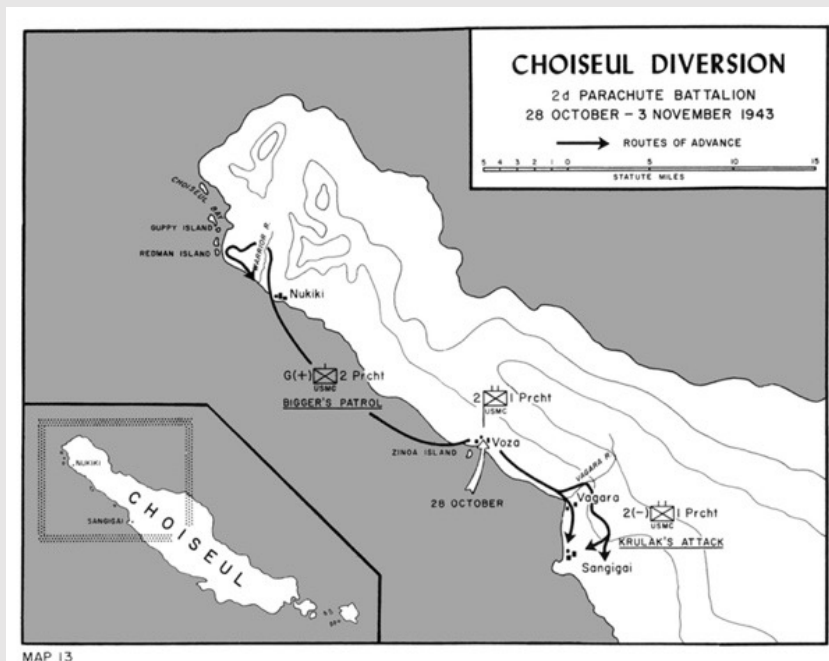 CHOISEUL DIVERSION
2d PARACHUTE BATTALION
28 OCTOBER – 3 NOVEMBER 1943
ROUTES OF ADVANCE
5 4 3 2 1 0 5 10 15
STATUTE MILES
CHOISEUL BAY
GUPPY ISLAND
REDMAN ISLAND
WARRIOR R.
Nukiki
G(+) 2 Prcht
USMC
BIGGER'S PATROL
2 1 Prcht
USMC
ZINOA ISLAND
Voza
28 OCTOBER
VAGARA R.
Vagara
2(-) 1 Prcht
USMC
KRULAK'S ATTACK
Sangigai
NUKIKI
SANGIGAI
CHOISEUL
MAP 13